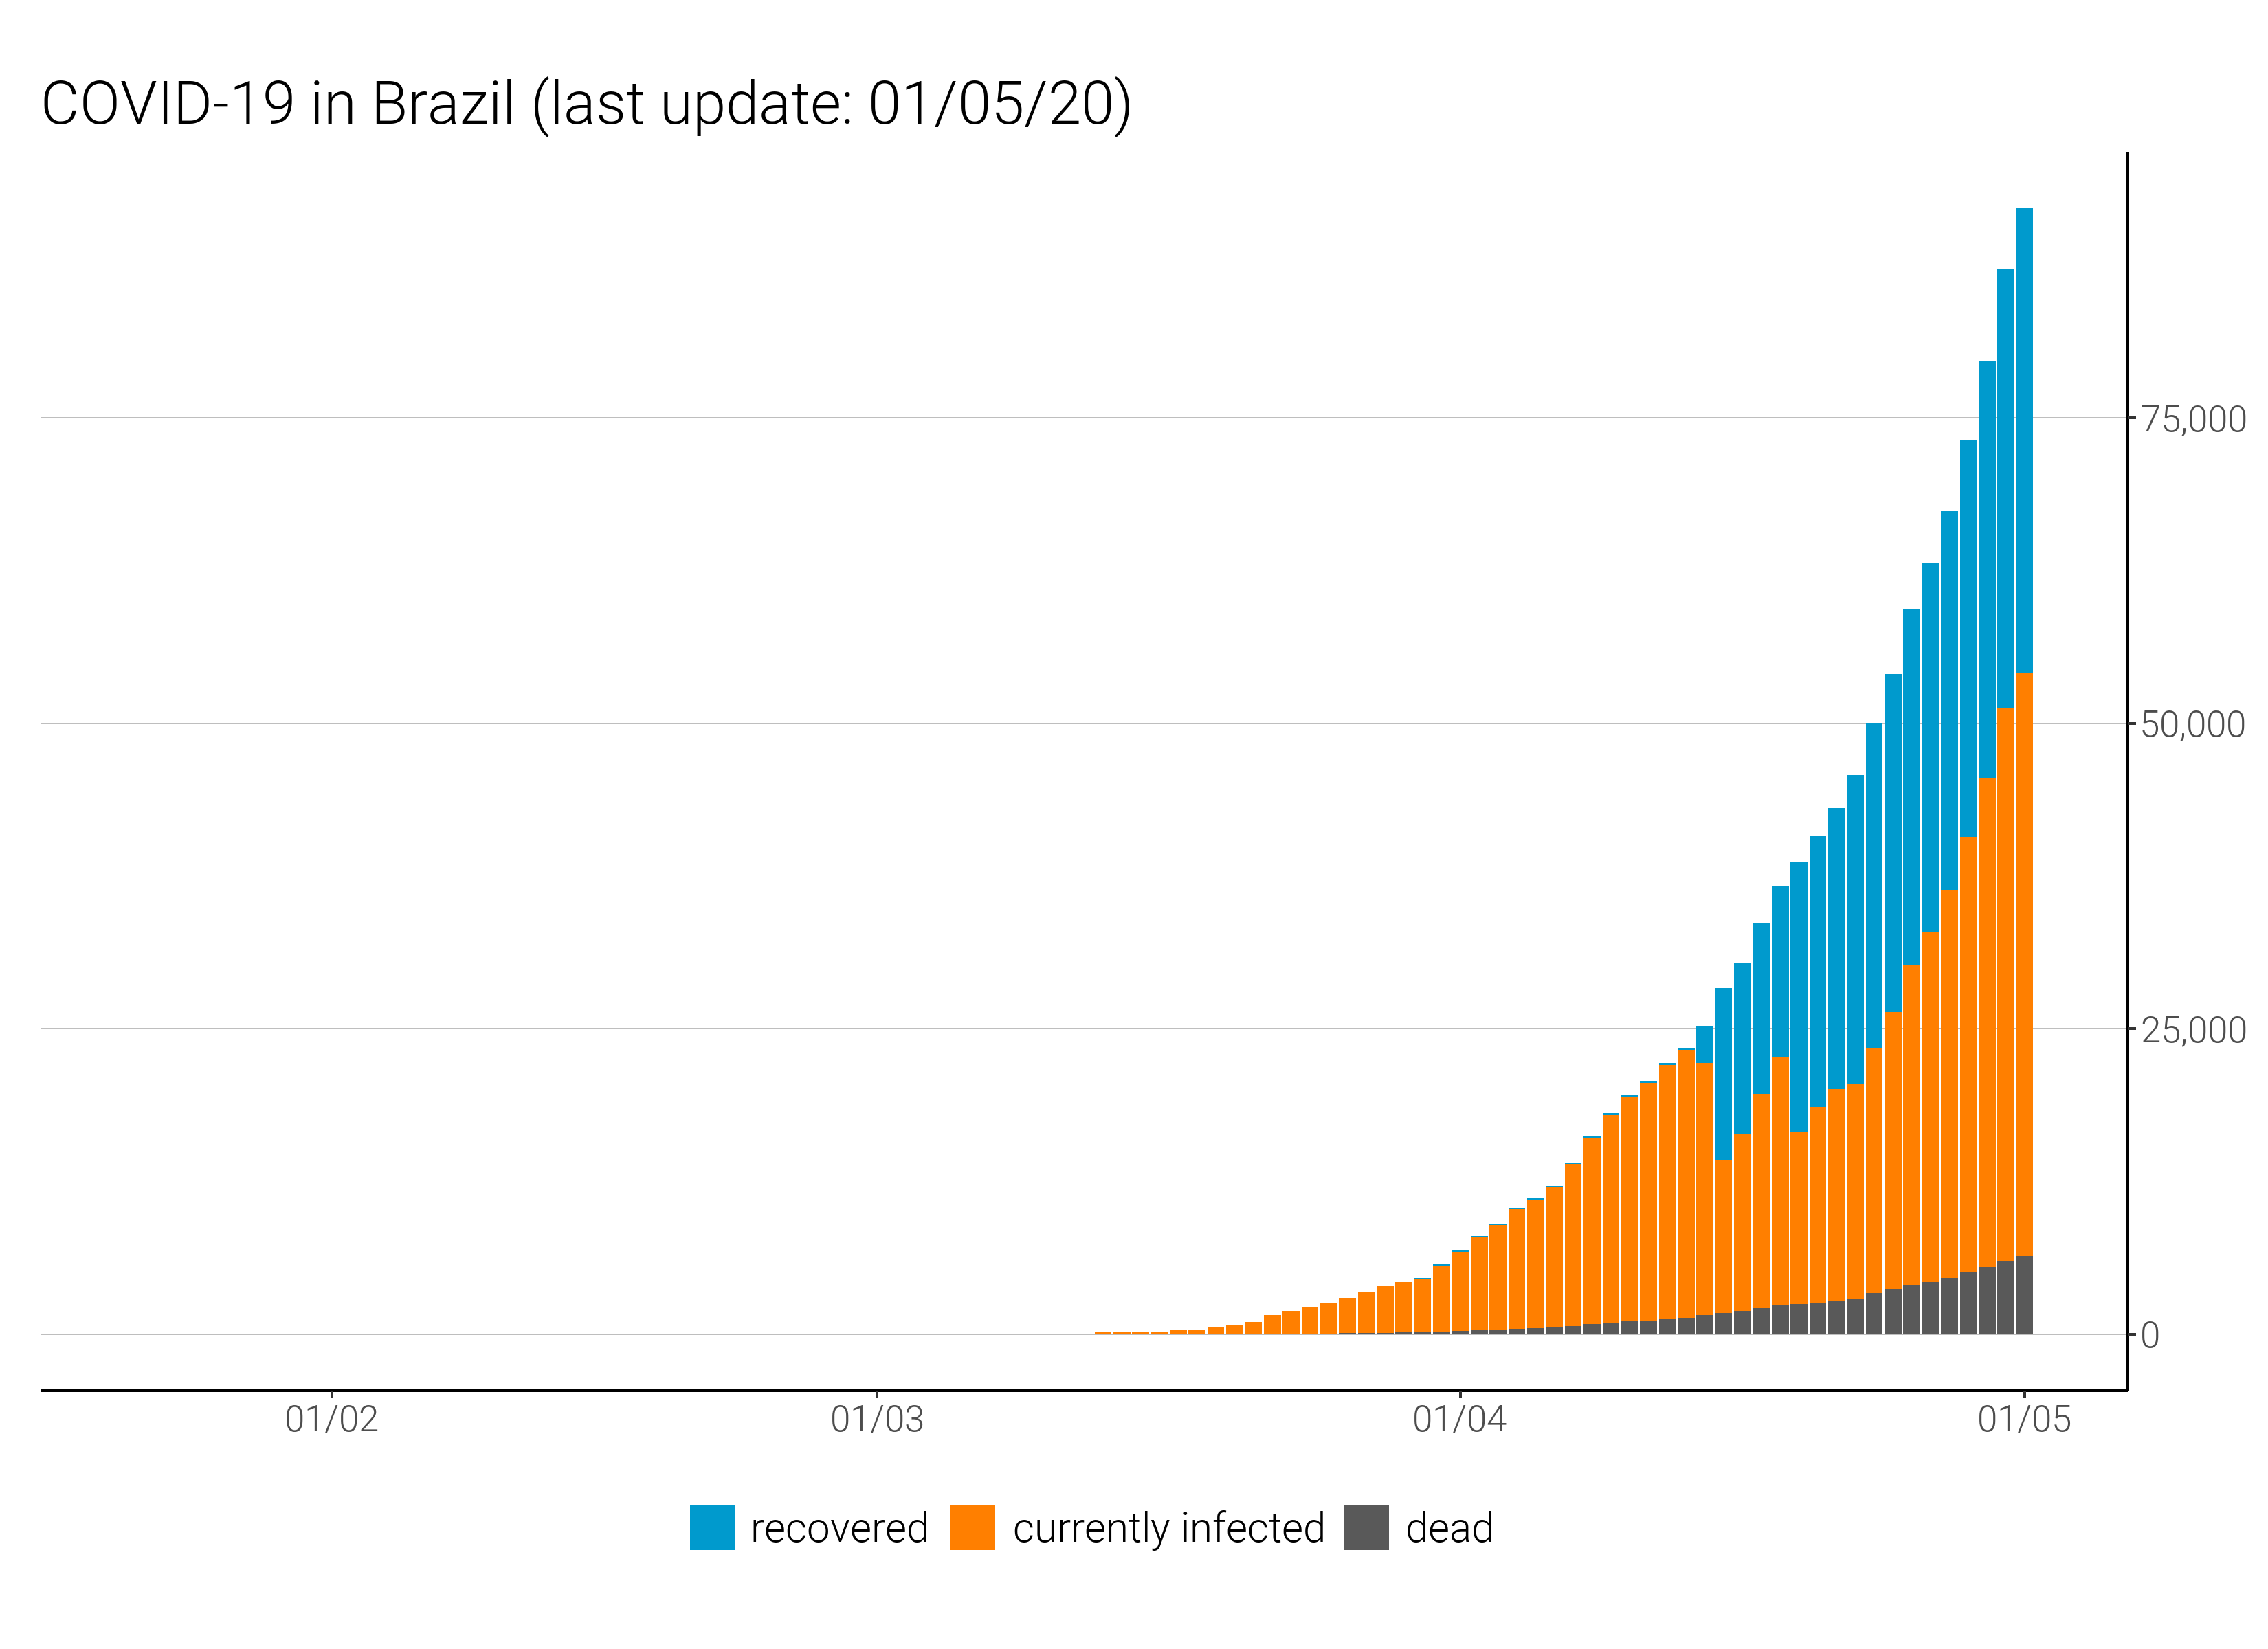 COVID-19 in Brazil (last update: 01/05/20)
75,000
50,000
25,000
0
01/02 01/03 01/04 01/05
recovered currently infected dead